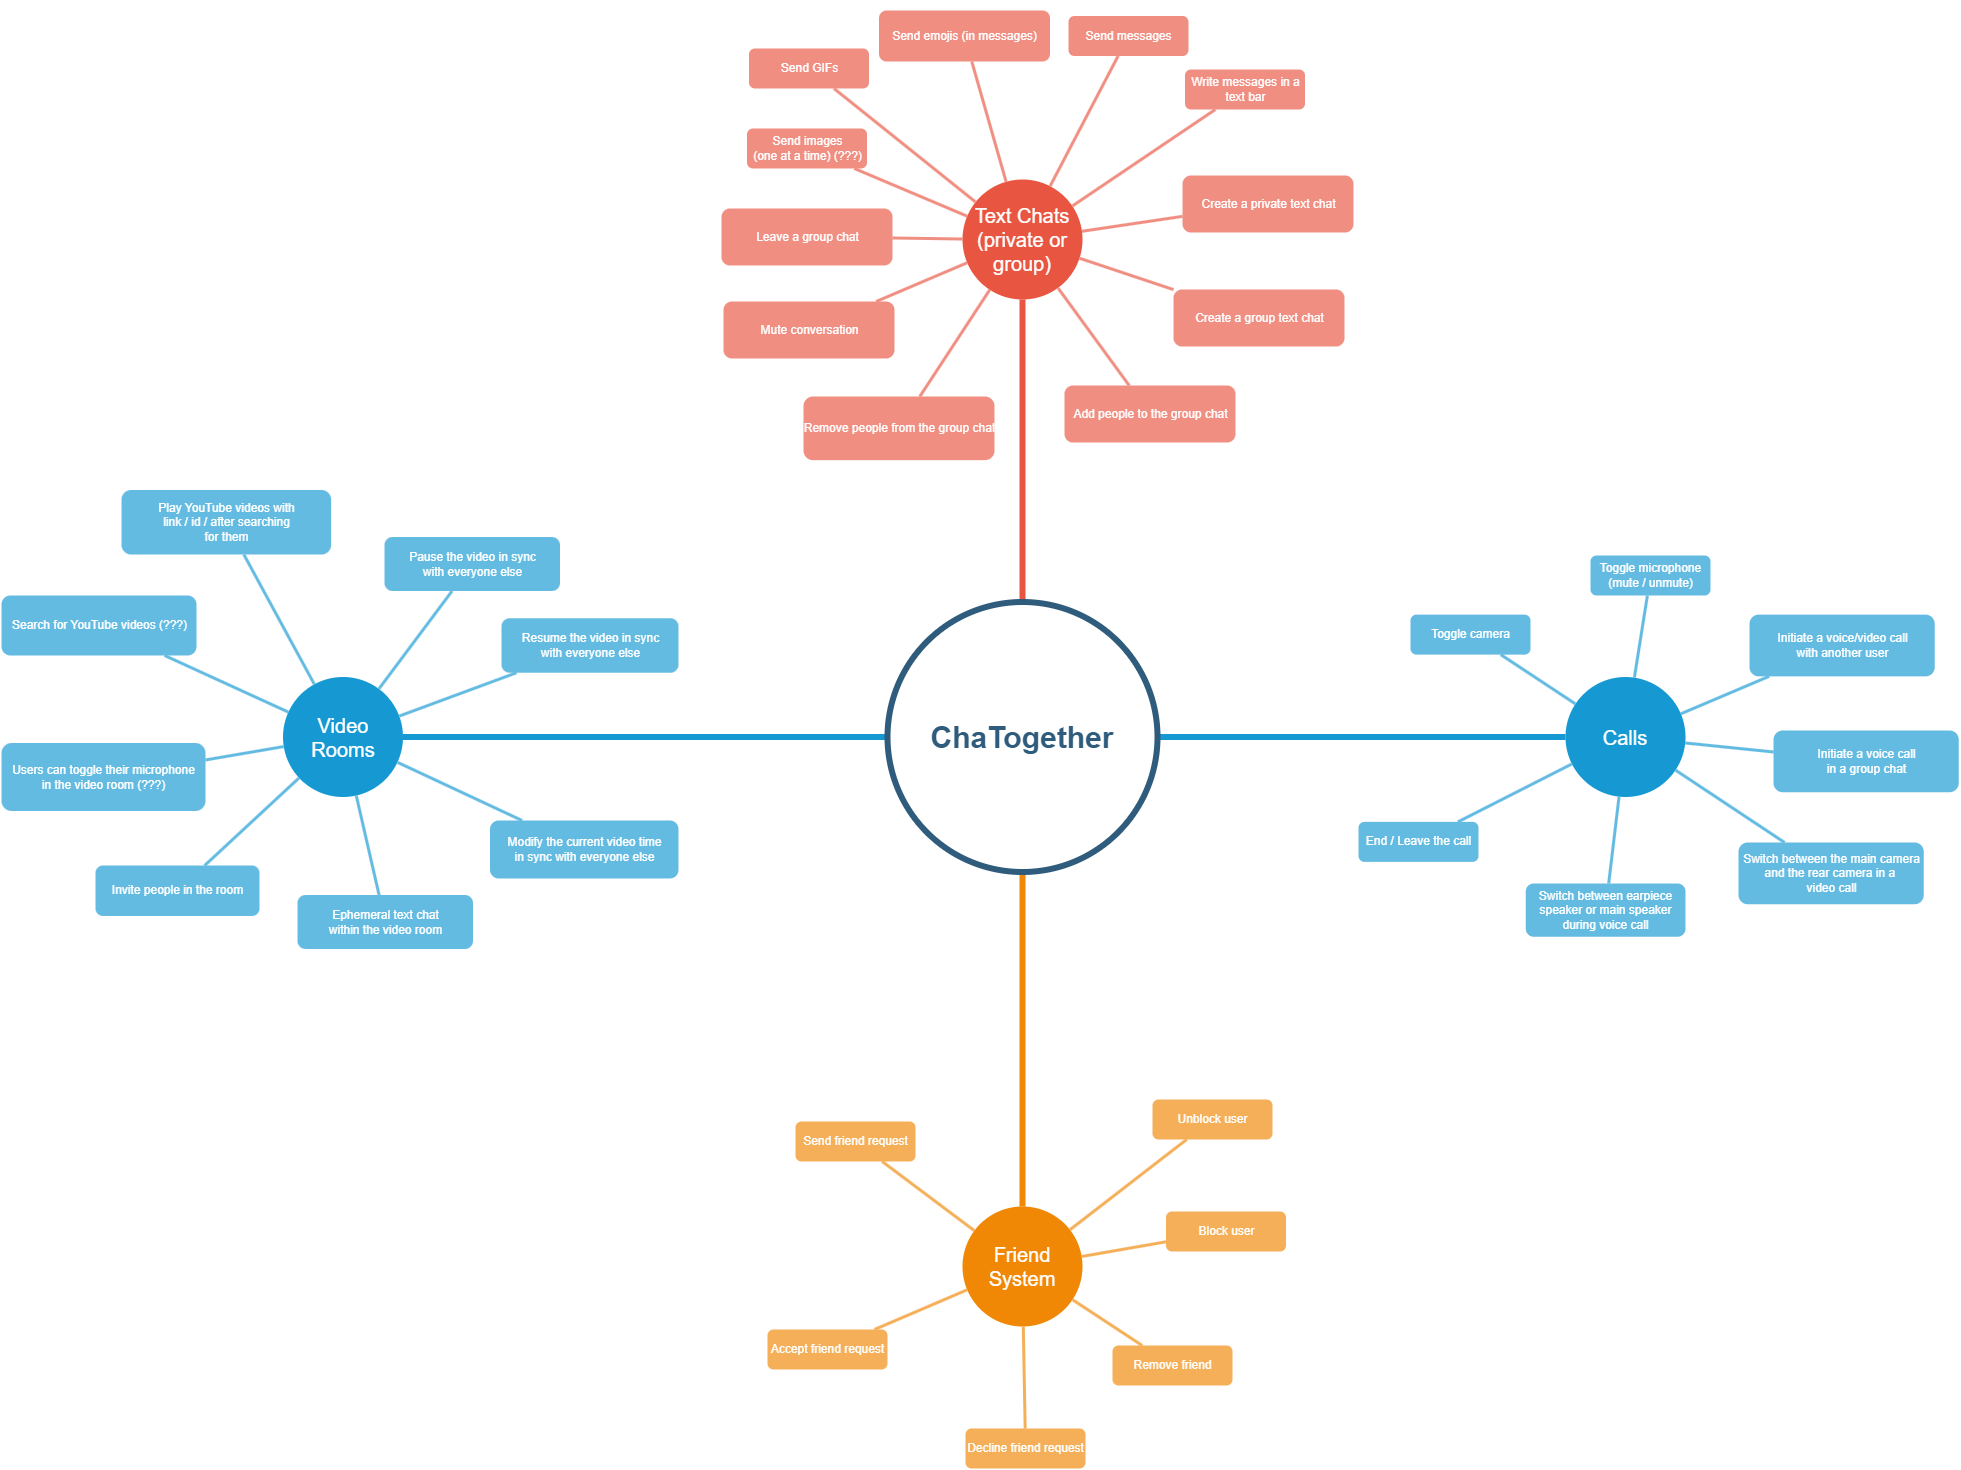 Send emojis (in messages)
Send messages
Send GIFs
Write messages in a
text bar
Send images
(one at a time) (???)
Create a private text chat
Text Chats
(private or
group)
Leave a group chat
Create a group text chat
Mute conversation
Add people to the group chat
Remove people from the group chat
Play YouTube videos with
link / id / after searching
for them
Pause the video in sync
with everyone else
Search for YouTube videos (???)
Resume the video in sync
with everyone else
Video
Rooms
Users can toggle their microphone
in the video room (???)
Modify the current video time
in sync with everyone else
Invite people in the room
Ephemeral text chat
within the video room
ChaTogether
Toggle microphone
(mute / unmute)
Toggle camera
Initiate a voice/video call
with another user
Calls
Initiate a voice call
in a group chat
End / Leave the call
Switch between the main camera
and the rear camera in a
video call
Switch between earpiece
speaker or main speaker
during voice call
Unblock user
Send friend request
Block user
Friend
System
Accept friend request
Remove friend
Decline friend request